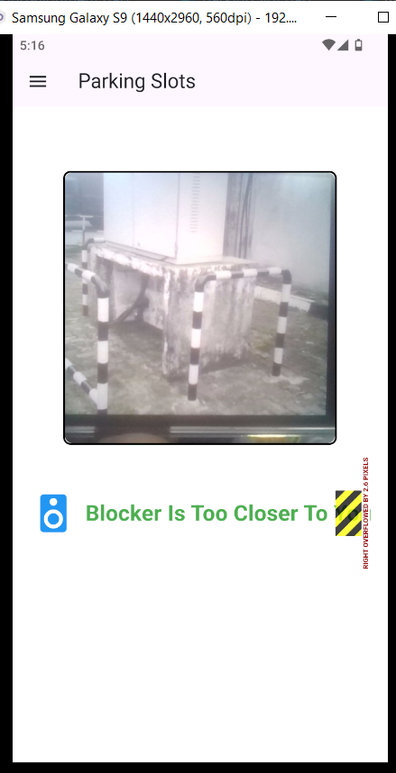 Samsung Galaxy S9 (1440x2960, 560dpi) - 192....
5:16
Parking Slots
Blocker Is Too Closer To
RIGHT OVERFLOWED BY 2.6 PIXELS